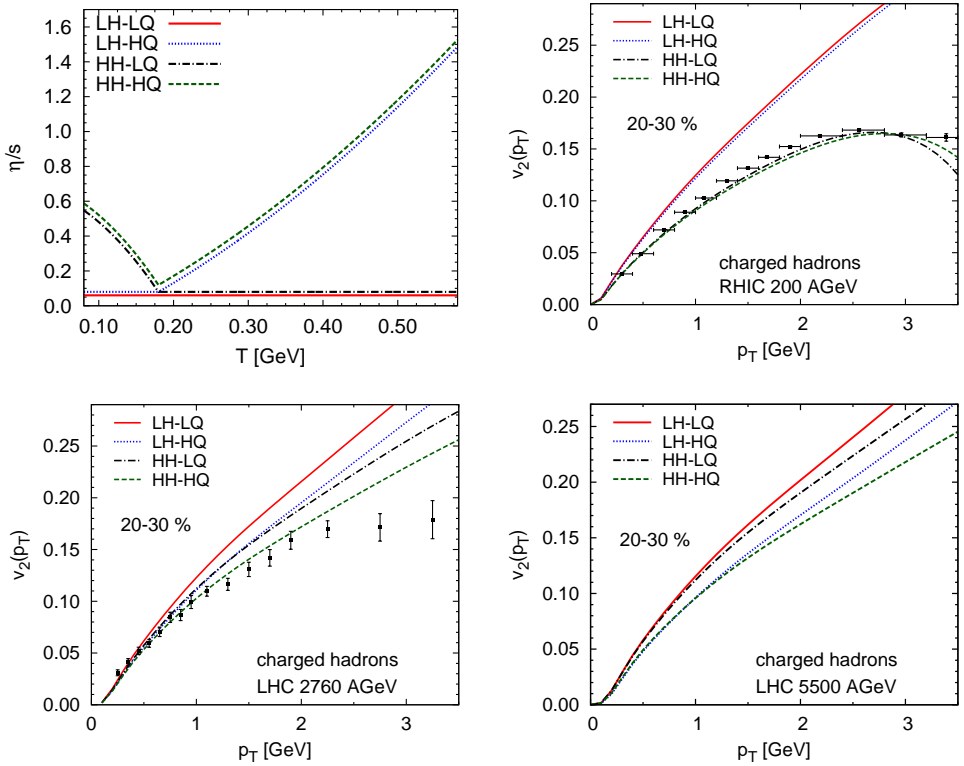 1.6
1.4
1.2
1.0
0.8
0.6
0.4
0.2
0.0
η/s
LH-LQ
LH-HQ
HH-LQ
HH-HQ
0.10 0.20 0.30 0.40 0.50
T [GeV]
0.25
0.20
0.15
0.10
0.05
0.00
v2(pT)
LH-LQ
LH-HQ
HH-LQ
HH-HQ
20-30 %
charged hadrons
RHIC 200 AGeV
0 1 2 3
pT [GeV]
0.25
0.20
0.15
0.10
0.05
0.00
v2(pT)
LH-LQ
LH-HQ
HH-LQ
HH-HQ
20-30 %
charged hadrons
LHC 2760 AGeV
0 1 2 3
pT [GeV]
0.25
0.20
0.15
0.10
0.05
0.00
v2(pT)
LH-LQ
LH-HQ
HH-LQ
HH-HQ
20-30 %
charged hadrons
LHC 5500 AGeV
0 1 2 3
pT [GeV]